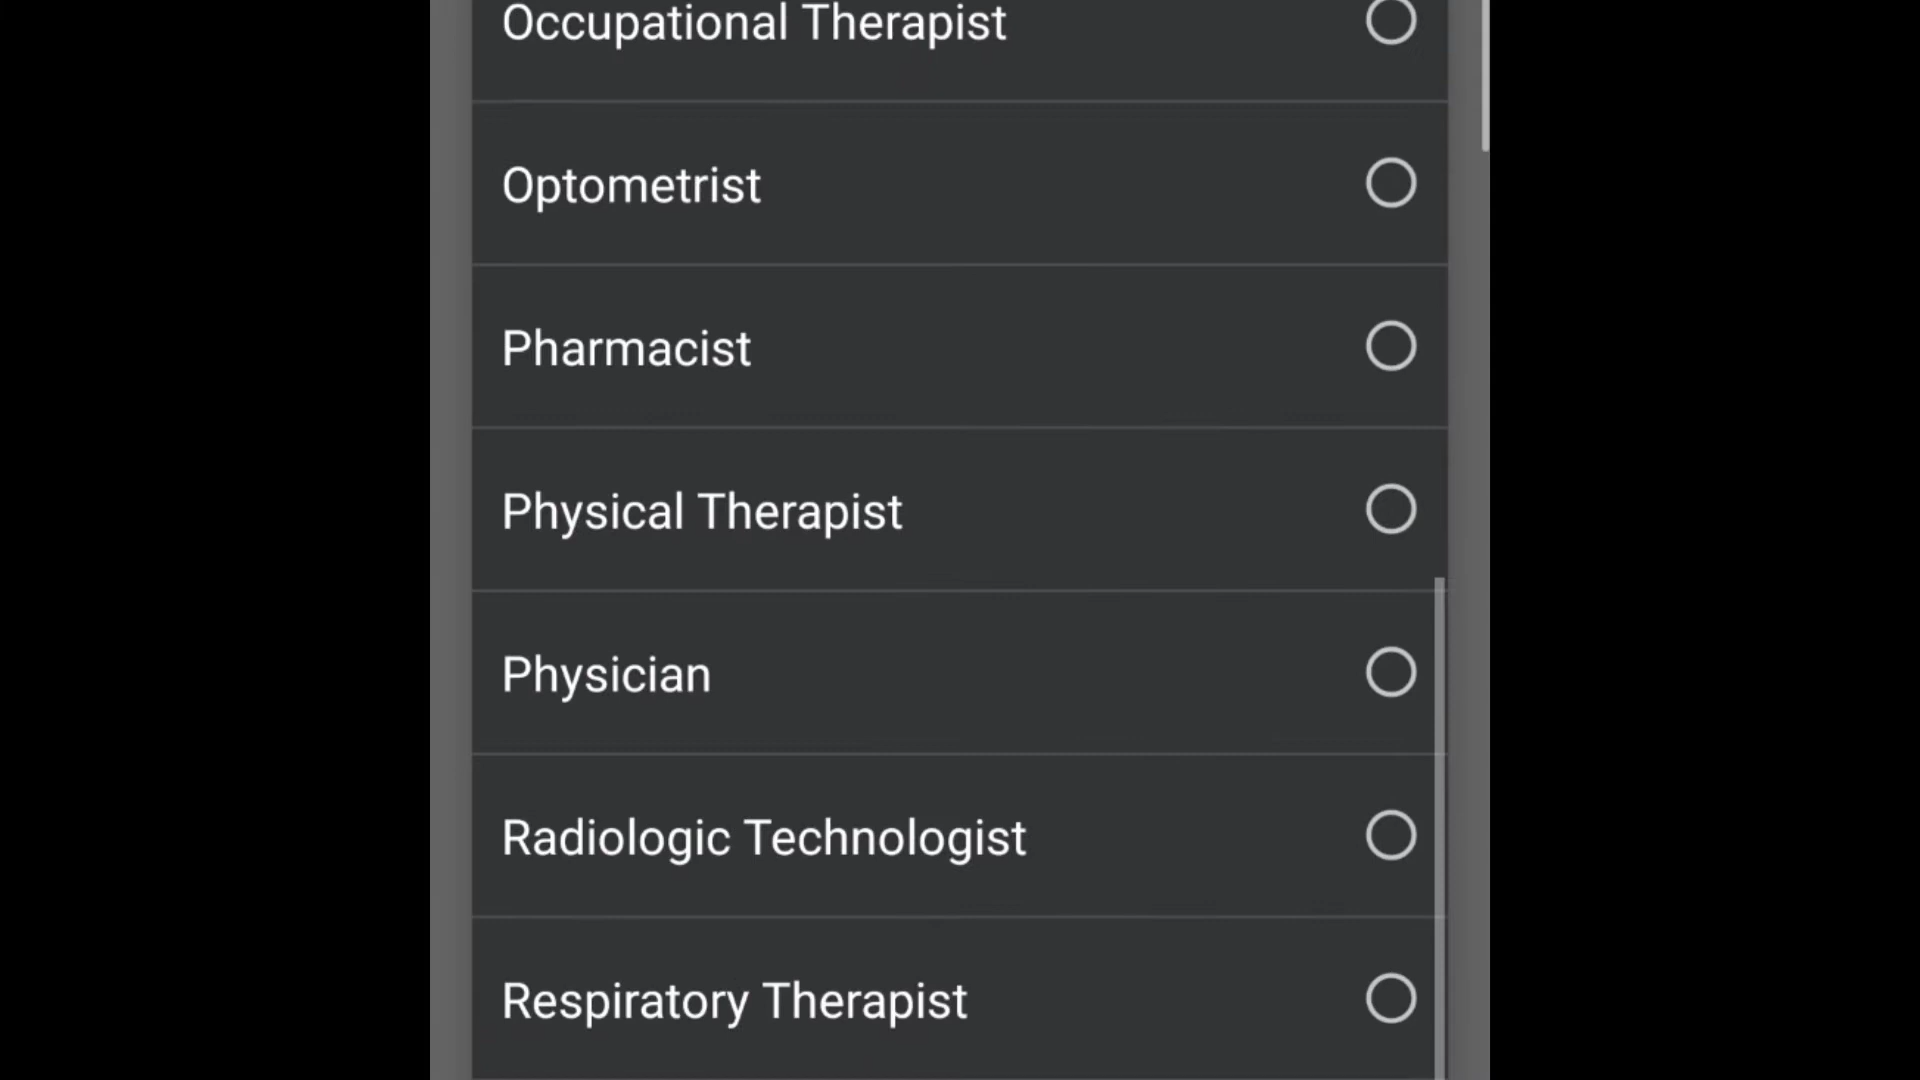 Occupational Therapist
Optometrist
Pharmacist
Physical Therapist
Physician
Radiologic Technologist
Respiratory Therapist